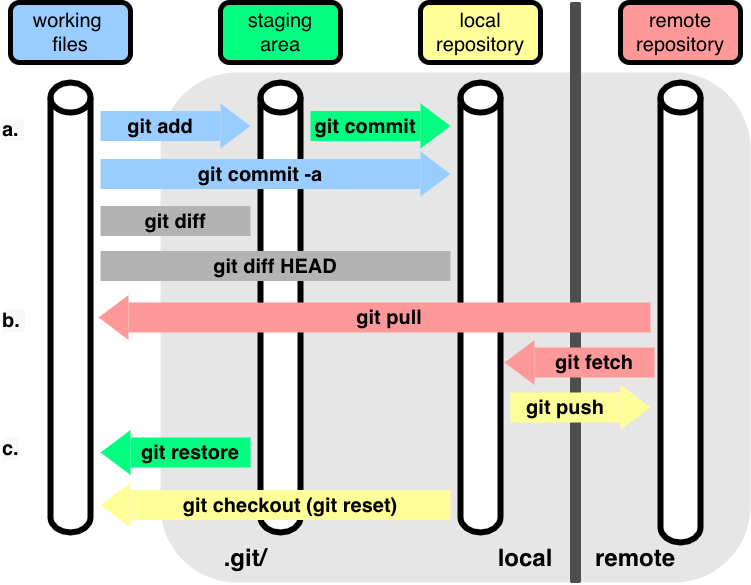 working
files
staging
area
local
repository
remote
repository
a.
git add
git commit
git commit -a
git diff
git diff HEAD
b.
git pull
git fetch
git push
c.
git restore
git checkout (git reset)
.git/
local
remote